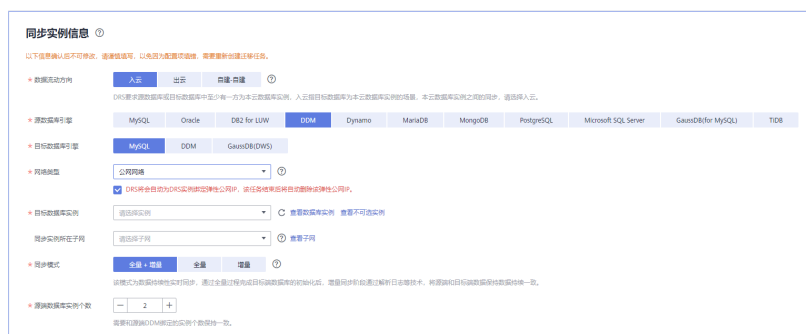 同步实例信息 ?
以下信息确认后不可修改，请谨慎填写，以免因为配置项错误，需要重新创建迁移任务。
* 数据流动方向 入云 出云 自建-自建 ?
DRS要求源数据库或目标数据库中至少有一方为本云数据库实例，入云指目标数据库为本云数据库实例的场景，本云数据库实例之间的同步，请选择入云。
* 源数据库引擎 MySQL Oracle DB2 for LUW DDM Dynamo MariaDB MongoDB PostgreSQL Microsoft SQL Server GaussDB(for MySQL) TiDB
* 目标数据库引擎 MySQL DDM GaussDB(DWS)
* 网络类型 公网网络 ?
DRS将会自动为DRS实例绑定弹性公网IP，该任务结束后将自动删除该弹性公网IP。
* 目标数据库实例 请选择实例 查看数据库实例 查看不可选实例
同步实例所在子网 请选择子网 ? 查看子网
* 同步模式 全量 + 增量 全量 增量 ?
该模式为数据持续性实时同步，通过全量过程完成目标端数据库的初始化后，增量同步阶段通过解析日志等技术，将源端和目标端数据保持数据持续一致。
* 源端数据库实例个数 − 2 +
需要和源端DDM绑定的实例个数保持一致。